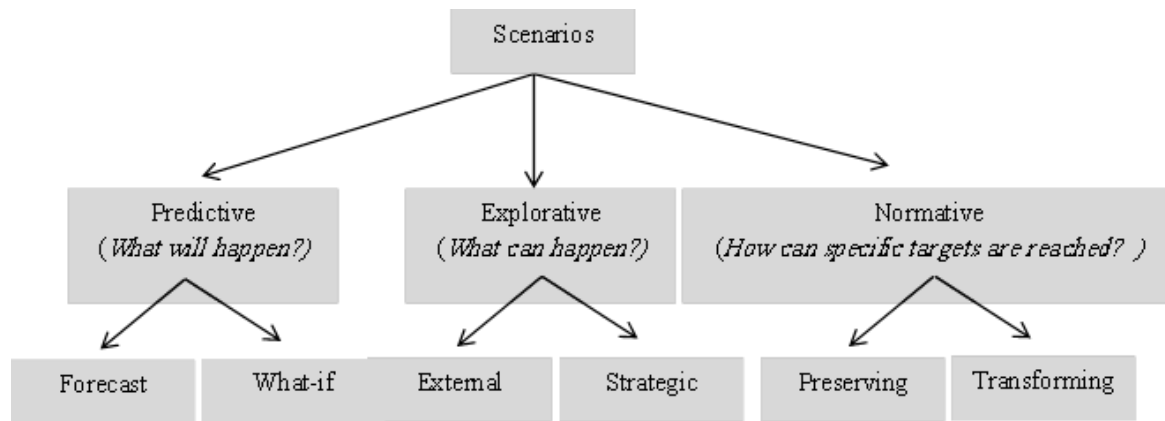 Scenarios
Predictive
(What will happen?)
Explorative
(What can happen?)
Normative
(How can specific targets are reached? )
Forecast
What-if
External
Strategic
Preserving
Transforming